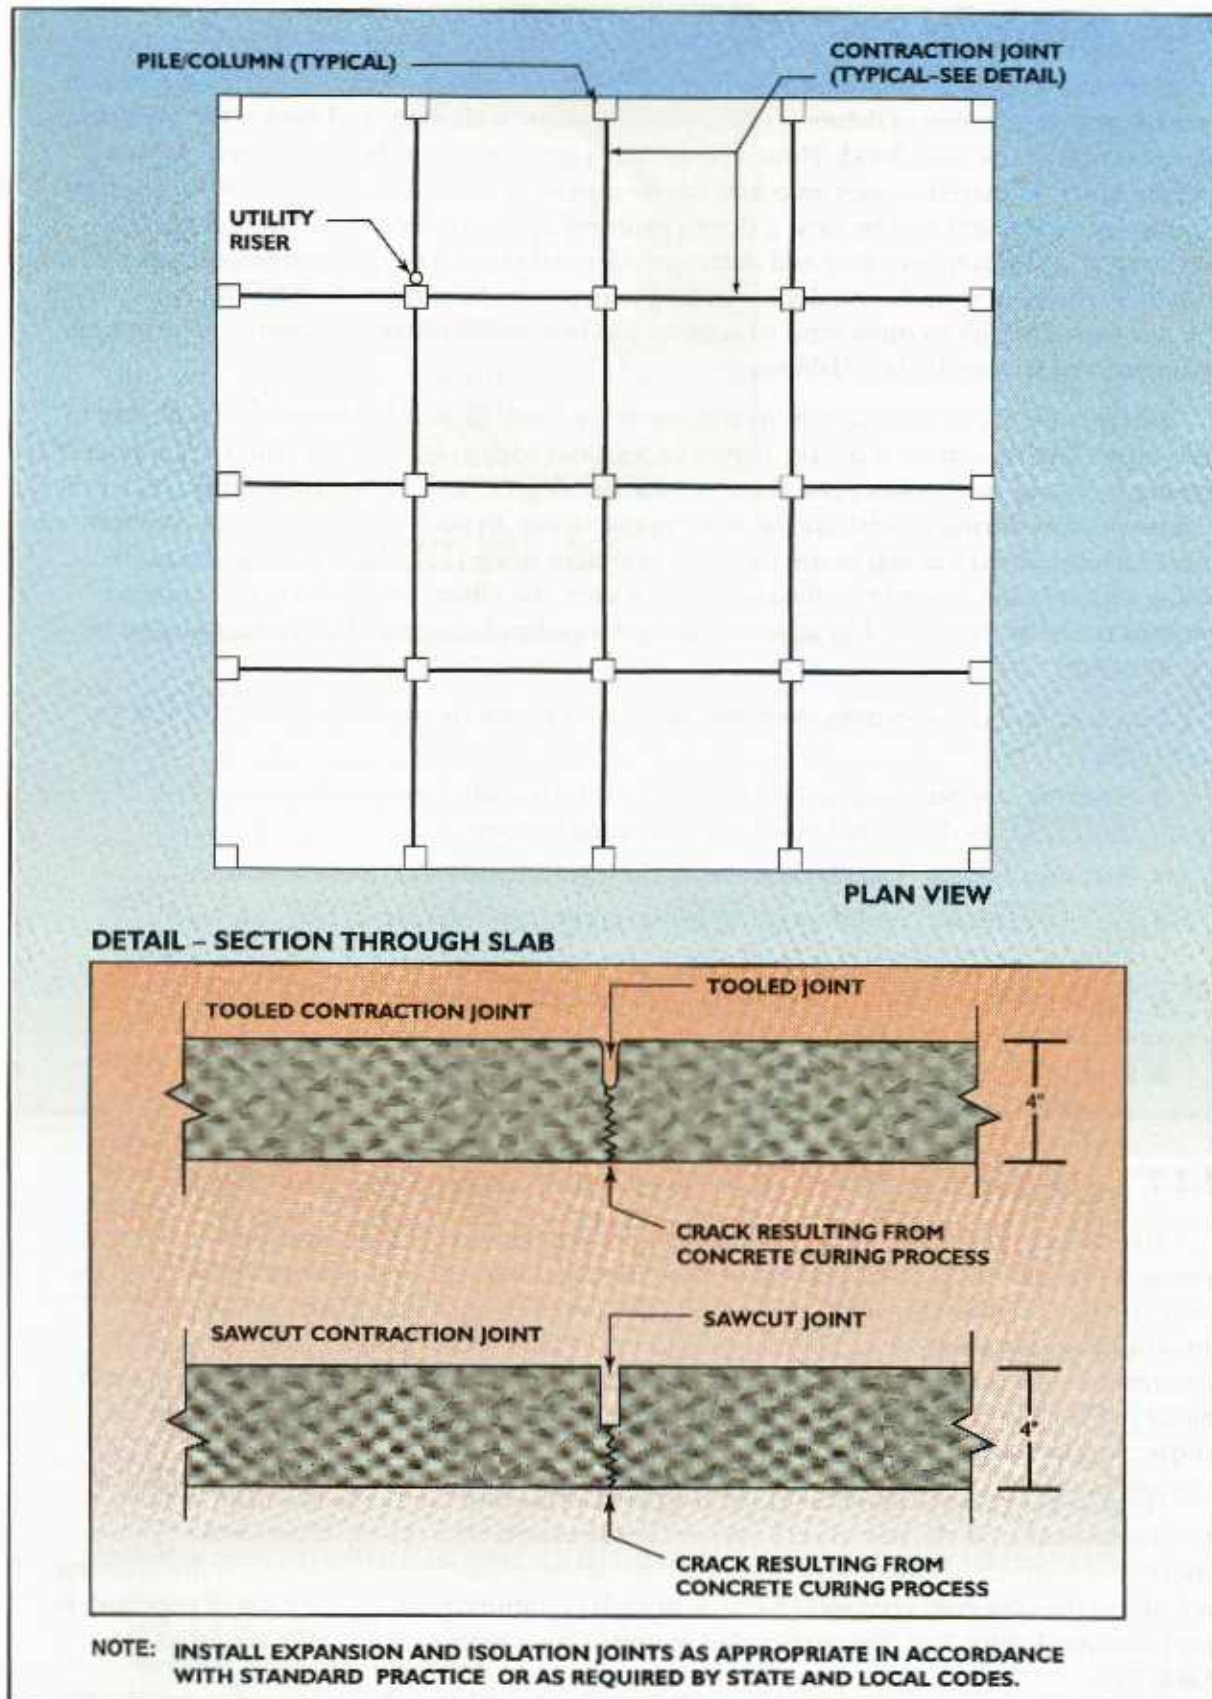 PILE/COLUMN (TYPICAL)
CONTRACTION JOINT
(TYPICAL–SEE DETAIL)
UTILITY
RISER
PLAN VIEW
DETAIL – SECTION THROUGH SLAB
TOOLED JOINT
TOOLED CONTRACTION JOINT
4"
CRACK RESULTING FROM
CONCRETE CURING PROCESS
SAWCUT JOINT
SAWCUT CONTRACTION JOINT
4"
CRACK RESULTING FROM
CONCRETE CURING PROCESS
NOTE: INSTALL EXPANSION AND ISOLATION JOINTS AS APPROPRIATE IN ACCORDANCE
WITH STANDARD PRACTICE OR AS REQUIRED BY STATE AND LOCAL CODES.